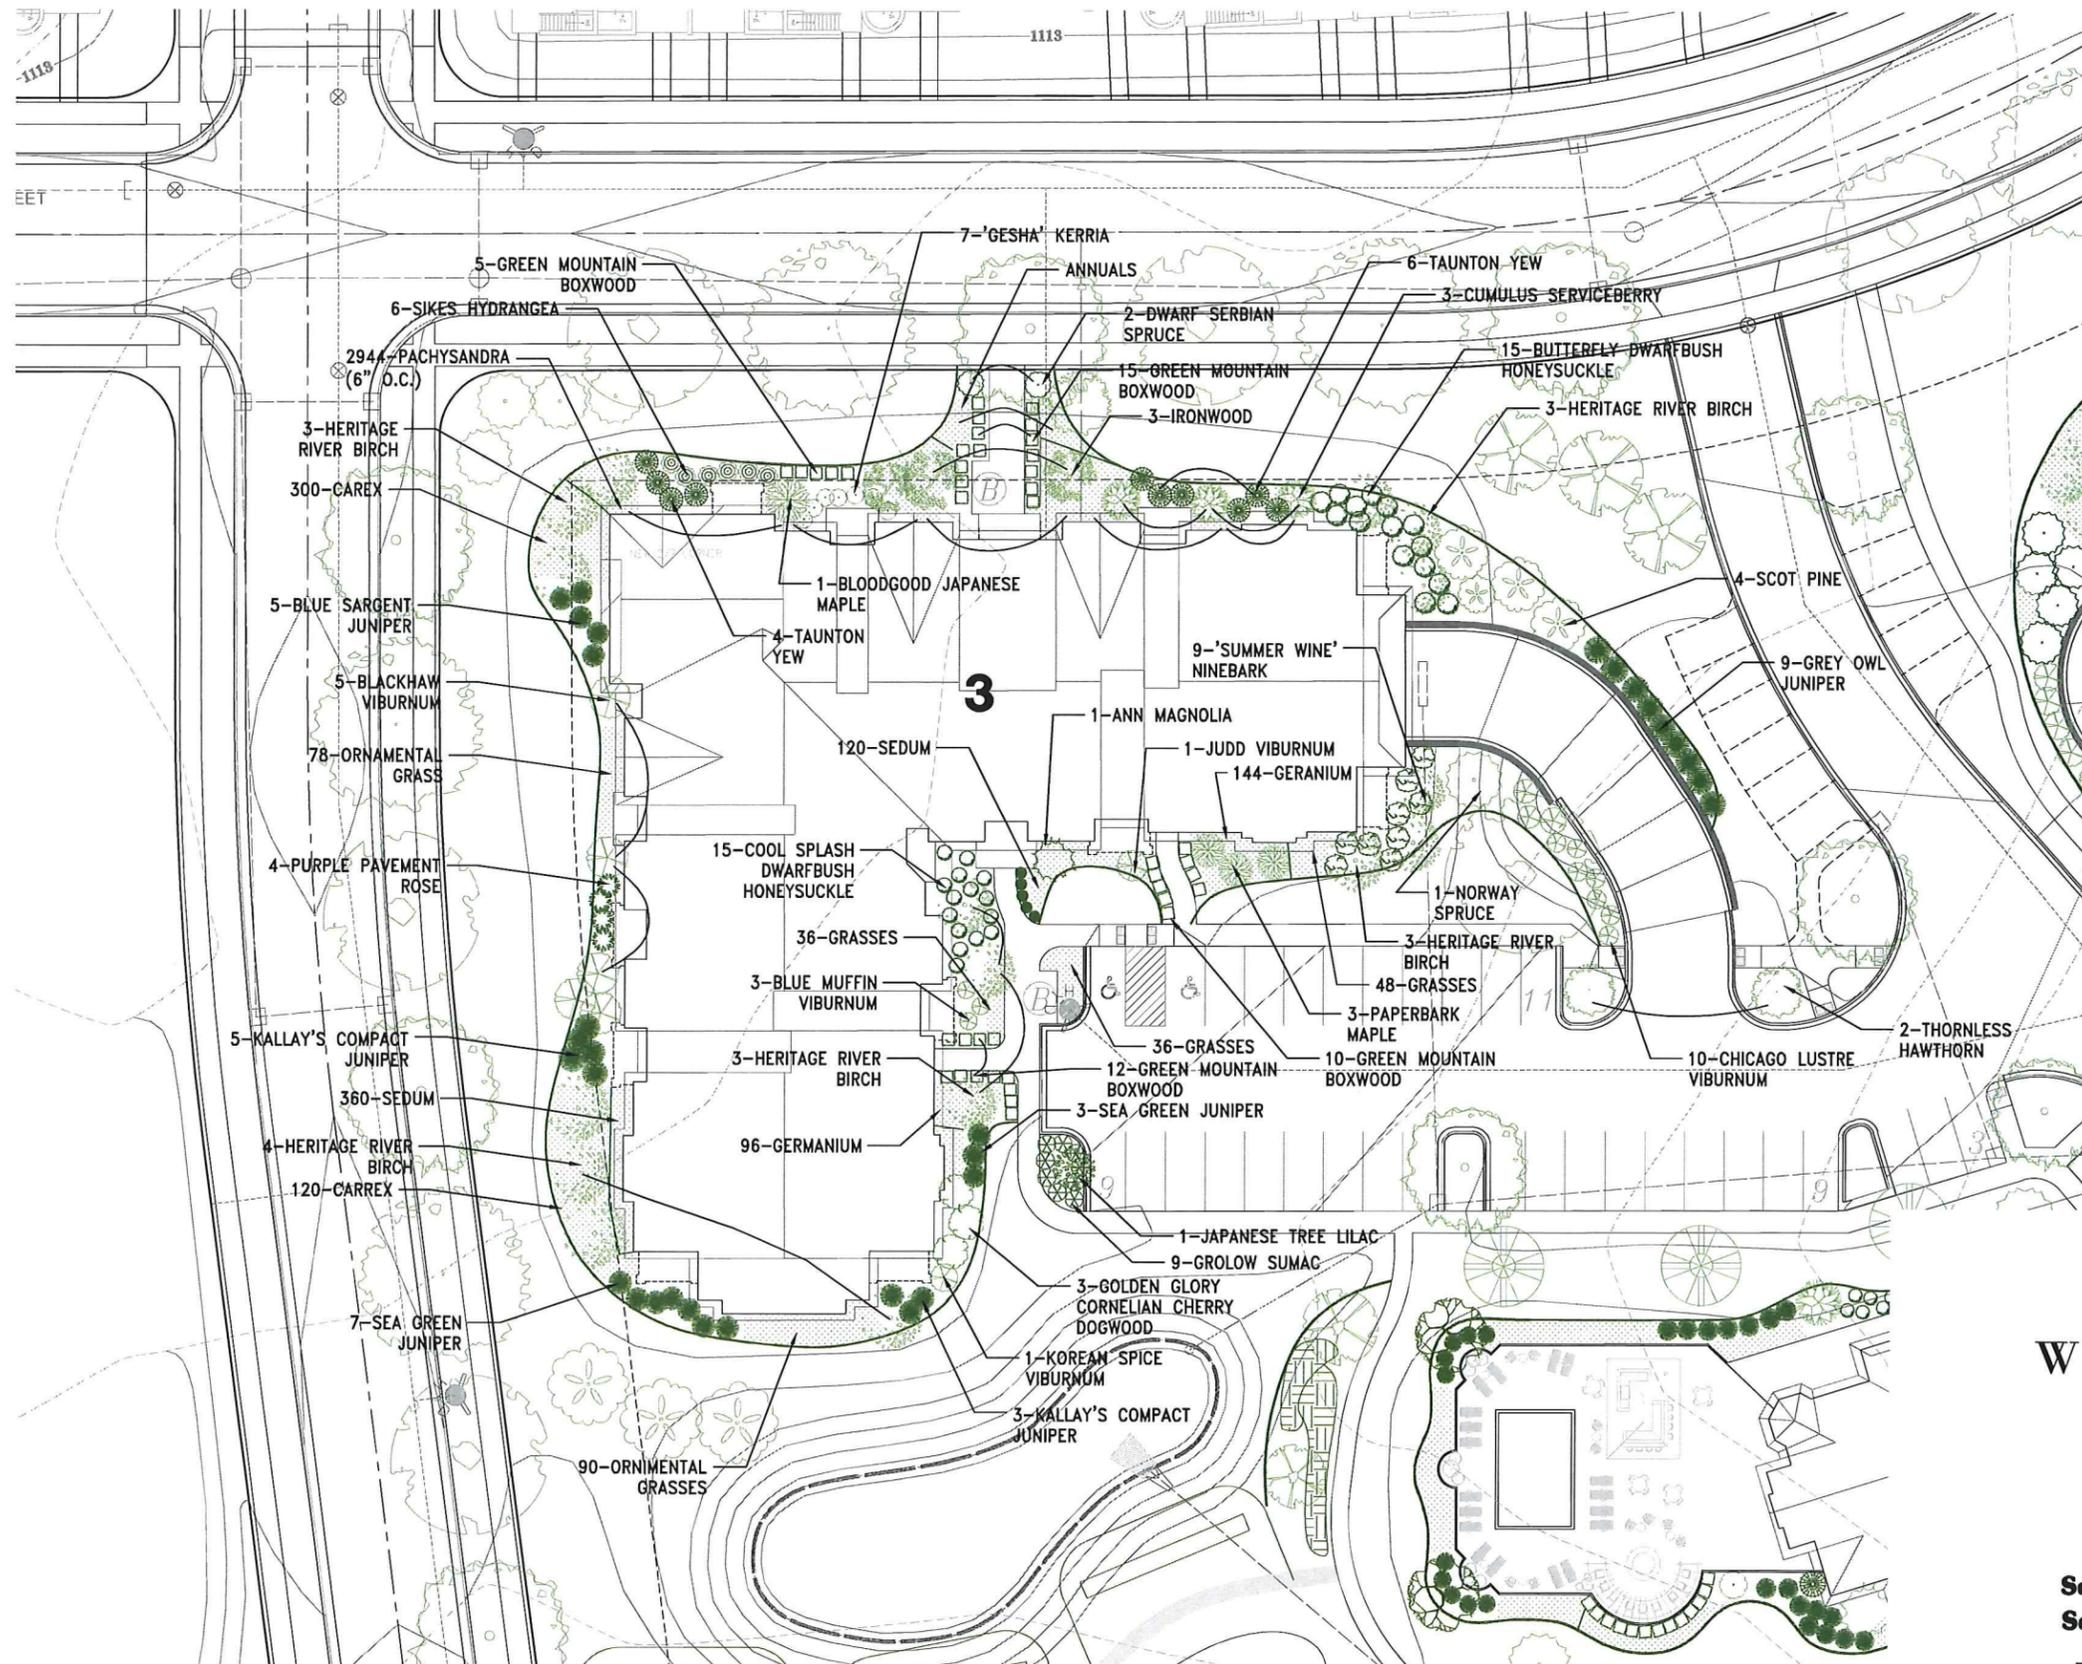 1113
1113
EET
7-'GESHA' KERRIA
5-GREEN MOUNTAIN
BOXWOOD
ANNUALS
6-TAUNTON YEW
6-SIKES HYDRANGEA
3-CUMULUS SERVICEBERRY
2-DWARF SERBIAN
SPRUCE
2944-PACHYSANDRA
(6" O.C.)
15-BUTTERFLY DWARFBUSH
HONEYSUCKLE
15-GREEN MOUNTAIN
BOXWOOD
3-HERITAGE RIVER BIRCH
3-IRONWOOD
3-HERITAGE
RIVER BIRCH
300-CAREX
B
1-BLOODGOOD JAPANESE
MAPLE
4-SCOT PINE
5-BLUE SARGENT
JUNIPER
4-TAUNTON
YEW
9-'SUMMER WINE'
NINEBARK
9-GREY OWL
JUNIPER
3
5-BLACKHAW
VIBURNUM
1-ANN MAGNOLIA
120-SEDUM
1-JUDD VIBURNUM
78-ORNAMENTAL
GRASS
144-GERANIUM
15-COOL SPLASH
DWARFBUSH
HONEYSUCKLE
4-PURPLE PAVEMENT
ROSE
1-NORWAY
SPRUCE
36-GRASSES
3-HERITAGE RIVER
BIRCH
3-BLUE MUFFIN
VIBURNUM
B
H
48-GRASSES
11
3-PAPERBARK
MAPLE
2-THORNLESS
HAWTHORN
5-KALLAY'S COMPACT
JUNIPER
36-GRASSES
3-HERITAGE RIVER
BIRCH
10-GREEN MOUNTAIN
BOXWOOD
10-CHICAGO LUSTRE
VIBURNUM
12-GREEN MOUNTAIN
BOXWOOD
360-SEDUM
3-SEA GREEN JUNIPER
4-HERITAGE RIVER
BIRCH
96-GERMANIUM
3
120-CARREX
9
9
1-JAPANESE TREE LILAC
9-GROLOW SUMAC
3-GOLDEN GLORY
CORNELIAN CHERRY
DOGWOOD
7-SEA GREEN
JUNIPER
1-KOREAN SPICE
VIBURNUM
W
3-KALLAY'S COMPACT
JUNIPER
90-ORNIMENTAL
GRASSES